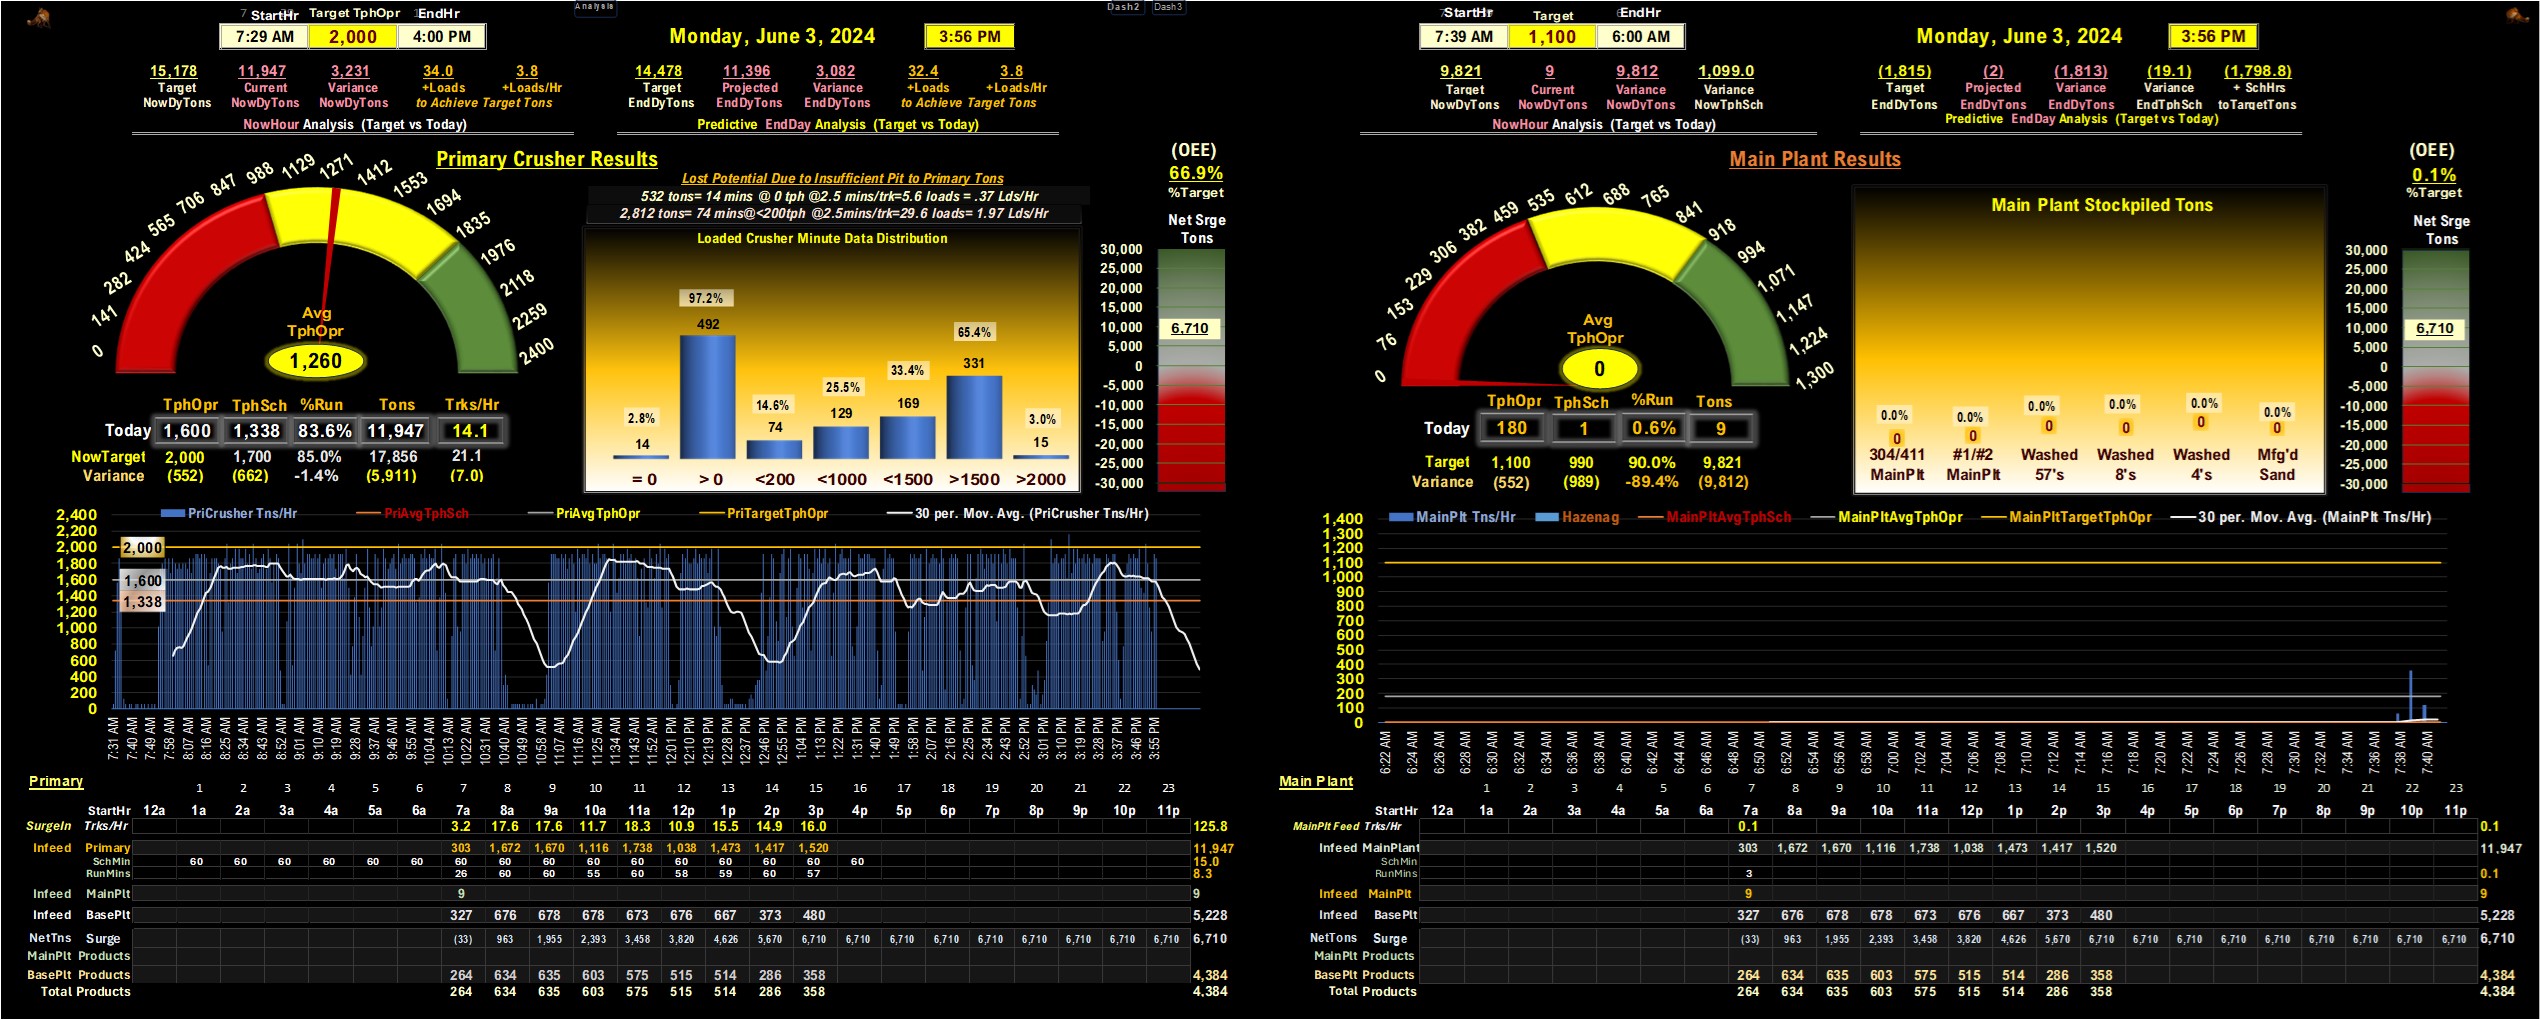 StartHr Target TphOpr EndHr
7:29 AM 2,000 4:00 PM
Analysis
Dash2 Dash3
Monday, June 3, 2024 3:56 PM
15,178 11,947 3,231 34.0 3.8
Target Current Variance +Loads +Loads/Hr
NowDyTons NowDyTons NowDyTons to Achieve Target Tons
NowHour Analysis (Target vs Today)
14,478 11,396 3,082 32.4 3.8
Target Projected Variance +Loads +Loads/Hr
EndDyTons EndDyTons EndDyTons to Achieve Target Tons
Predictive EndDay Analysis (Target vs Today)
Primary Crusher Results
(OEE)
66.9%
%Target
Lost Potential Due to Insufficient Pit to Primary Tons
532 tons= 14 mins @ 0 tph @2.5 mins/trk=5.6 loads = .37 Lds/Hr
2,812 tons= 74 mins@<200tph @2.5mins/trk=29.6 loads= 1.97 Lds/Hr
0 141 282 424 565 706 847 988 1129 1271 1412 1553 1694 1835 1976 2118 2259 2400
Avg
TphOpr
1,260
Loaded Crusher Minute Data Distribution
2.8% 97.2% 14.6% 25.5% 33.4% 65.4% 3.0%
14 492 74 129 169 331 15
= 0 > 0 <200 <1000 <1500 >1500 >2000
Net Srge
Tons
30,000
25,000
20,000
15,000
10,000
5,000
0
-5,000
-10,000
-15,000
-20,000
-25,000
-30,000
6,710
TphOpr TphSch %Run Tons Trks/Hr
Today 1,600 1,338 83.6% 11,947 14.1
NowTarget 2,000 1,700 85.0% 17,856 21.1
Variance (552) (662) -1.4% (5,911) (7.0)
PriCrusher Tns/Hr PriAvgTphSch PriAvgTphOpr PriTargetTphOpr 30 per. Mov. Avg. (PriCrusher Tns/Hr)
2,400
2,200
2,000
1,800
1,600
1,400
1,200
1,000
800
600
400
200
0
2,000
1,600
1,338
7:31 AM 7:40 AM 7:49 AM 7:58 AM 8:07 AM 8:16 AM 8:25 AM 8:34 AM 8:43 AM 8:52 AM 9:01 AM 9:10 AM 9:19 AM 9:28 AM 9:37 AM 9:46 AM 9:55 AM 10:04 AM 10:13 AM 10:22 AM 10:31 AM 10:40 AM 10:49 AM 10:58 AM 11:07 AM 11:16 AM 11:25 AM 11:34 AM 11:43 AM 11:52 AM 12:01 PM 12:10 PM 12:19 PM 12:28 PM 12:37 PM 12:46 PM 12:55 PM 1:04 PM 1:13 PM 1:22 PM 1:31 PM 1:40 PM 1:49 PM 1:58 PM 2:07 PM 2:16 PM 2:25 PM 2:34 PM 2:43 PM 2:52 PM 3:01 PM 3:10 PM 3:19 PM 3:28 PM 3:37 PM 3:46 PM 3:55 PM
Primary
1 2 3 4 5 6 7 8 9 10 11 12 13 14 15 16 17 18 19 20 21 22 23
StartHr 12a 1a 2a 3a 4a 5a 6a 7a 8a 9a 10a 11a 12p 1p 2p 3p 4p 5p 6p 7p 8p 9p 10p 11p
SurgeIn Trks/Hr 3.2 17.6 17.6 11.7 18.3 10.9 15.5 14.9 16.0 125.8
Infeed Primary 303 1,672 1,670 1,116 1,738 1,038 1,473 1,417 1,520 11,947
SchMin 60 60 60 60 60 60 60 60 60 60 60 60 60 60 60 60 15.0
RunMins 26 60 60 55 60 58 59 60 57 8.3
Infeed MainPlt 9 9
Infeed BasePlt 327 676 678 678 673 676 667 373 480 5,228
NetTns Surge (33) 963 1,955 2,393 3,458 3,820 4,626 5,670 6,710 6,710 6,710 6,710 6,710 6,710 6,710 6,710 6,710 6,710
MainPlt Products
BasePlt Products 264 634 635 603 575 515 514 286 358 4,384
Total Products 264 634 635 603 575 515 514 286 358 4,384
StartHr Target EndHr
7:39 AM 1,100 6:00 AM
Monday, June 3, 2024 3:56 PM
9,821 9 9,812 1,099.0
Target Current Variance Variance
NowDyTons NowDyTons NowDyTons NowTphSch
NowHour Analysis (Target vs Today)
(1,815) (2) (1,813) (19.1) (1,798.8)
Target Projected Variance Variance + SchHrs
EndDyTons EndDyTons EndDyTons EndTphSch toTargetTons
Predictive EndDay Analysis (Target vs Today)
Main Plant Results
(OEE)
0.1%
%Target
0 76 153 229 306 382 459 535 612 688 765 841 918 994 1,071 1,147 1,224 1,300
Avg
TphOpr
0
Main Plant Stockpiled Tons
0.0% 0.0% 0.0% 0.0% 0.0% 0.0%
0 0 0 0 0 0
304/411 #1/#2 Washed Washed Washed Mfg'd
MainPlt MainPlt 57's 8's 4's Sand
Net Srge
Tons
30,000
25,000
20,000
15,000
10,000
5,000
0
-5,000
-10,000
-15,000
-20,000
-25,000
-30,000
6,710
TphOpr TphSch %Run Tons
Today 180 1 0.6% 9
Target 1,100 990 90.0% 9,821
Variance (552) (989) -89.4% (9,812)
MainPlt Tns/Hr Hazenag MainPltAvgTphSch MainPltAvgTphOpr MainPltTargetTphOpr 30 per. Mov. Avg. (MainPlt Tns/Hr)
1,400
1,300
1,200
1,100
1,000
900
800
700
600
500
400
300
200
100
0
6:22 AM 6:24 AM 6:26 AM 6:28 AM 6:30 AM 6:32 AM 6:34 AM 6:36 AM 6:38 AM 6:40 AM 6:42 AM 6:44 AM 6:46 AM 6:48 AM 6:50 AM 6:52 AM 6:54 AM 6:56 AM 6:58 AM 7:00 AM 7:02 AM 7:04 AM 7:06 AM 7:08 AM 7:10 AM 7:12 AM 7:14 AM 7:16 AM 7:18 AM 7:20 AM 7:22 AM 7:24 AM 7:26 AM 7:28 AM 7:30 AM 7:32 AM 7:34 AM 7:36 AM 7:38 AM 7:40 AM
Main Plant
1 2 3 4 5 6 7 8 9 10 11 12 13 14 15 16 17 18 19 20 21 22 23
StartHr 12a 1a 2a 3a 4a 5a 6a 7a 8a 9a 10a 11a 12p 1p 2p 3p 4p 5p 6p 7p 8p 9p 10p 11p
MainPlt Feed Trks/Hr 0.1 0.1
Infeed MainPlant 303 1,672 1,670 1,116 1,738 1,038 1,473 1,417 1,520 11,947
SchMin
RunMins 3 0.1
Infeed MainPlt 9 9
Infeed BasePlt 327 676 678 678 673 676 667 373 480 5,228
NetTons Surge (33) 963 1,955 2,393 3,458 3,820 4,626 5,670 6,710 6,710 6,710 6,710 6,710 6,710 6,710 6,710 6,710 6,710
MainPlt Products
BasePlt Products 264 634 635 603 575 515 514 286 358 4,384
Total Products 264 634 635 603 575 515 514 286 358 4,384